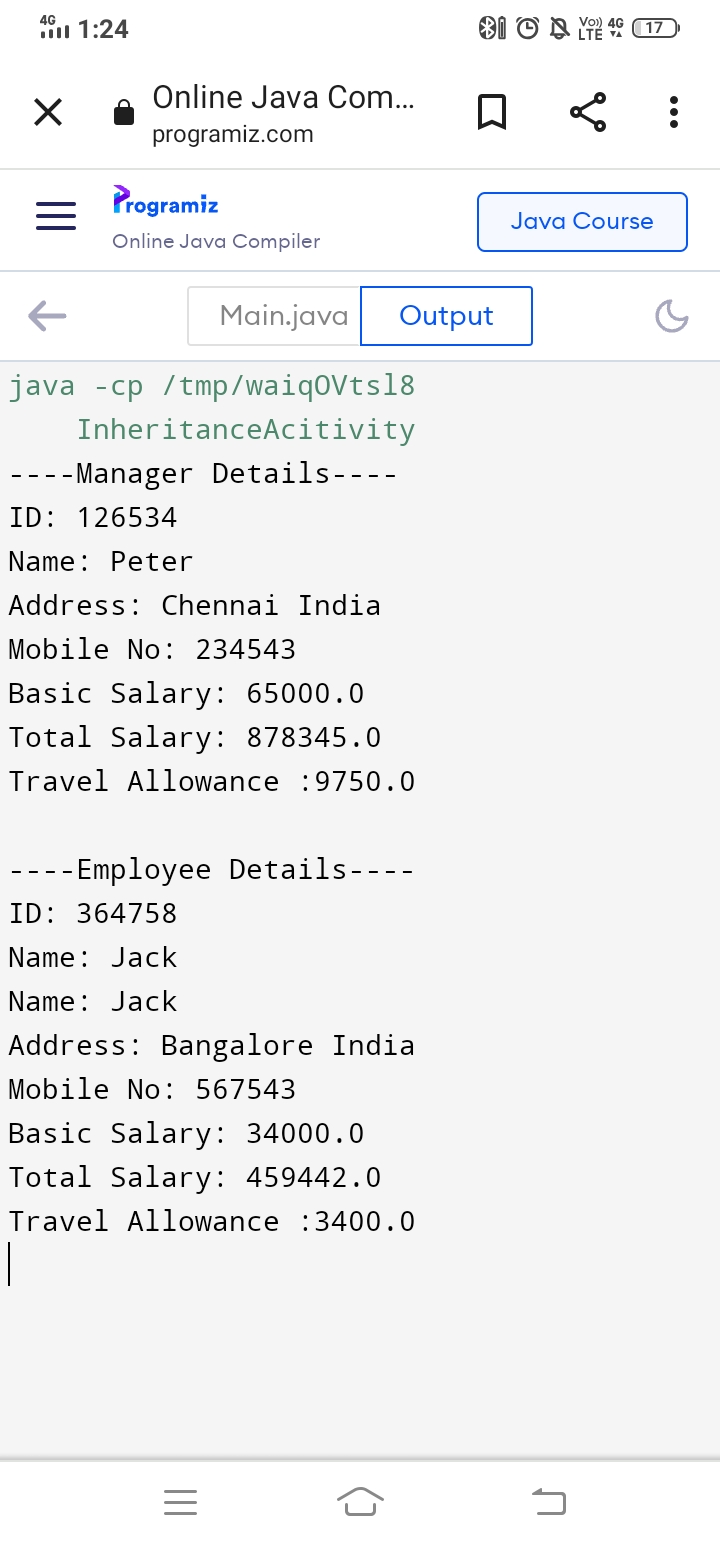 4G 1:24 Vo)) LTE 4G 17
Online Java Com...
programiz.com
Programiz
Online Java Compiler
Java Course
Main.java Output
java -cp /tmp/waiqOVtsl8
InheritanceAcitivity
----Manager Details----
ID: 126534
Name: Peter
Address: Chennai India
Mobile No: 234543
Basic Salary: 65000.0
Total Salary: 878345.0
Travel Allowance :9750.0
----Employee Details----
ID: 364758
Name: Jack
Name: Jack
Address: Bangalore India
Mobile No: 567543
Basic Salary: 34000.0
Total Salary: 459442.0
Travel Allowance :3400.0